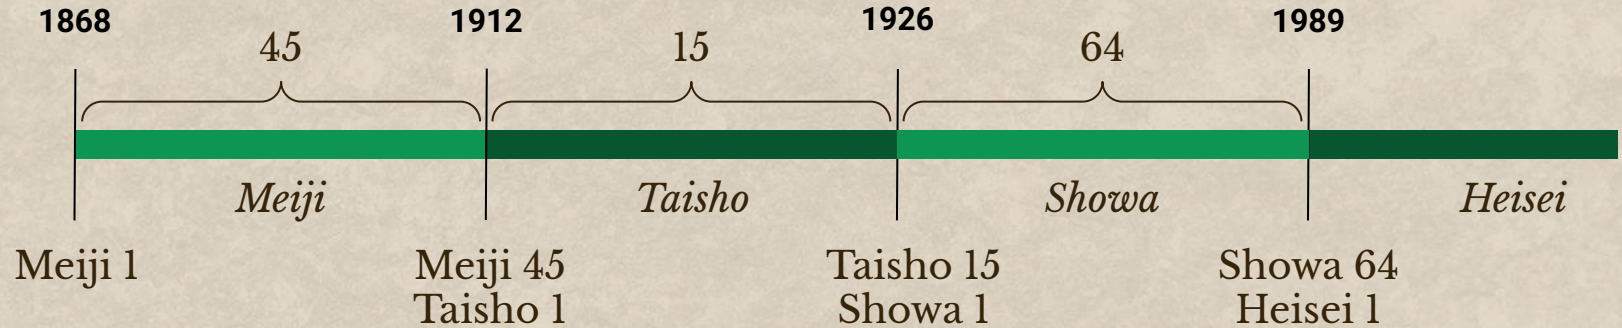 1868 1912 1926 1989
45 15 64
Meiji Taisho Showa Heisei
Meiji 1 Meiji 45 Taisho 15 Showa 64
Taisho 1 Showa 1 Heisei 1